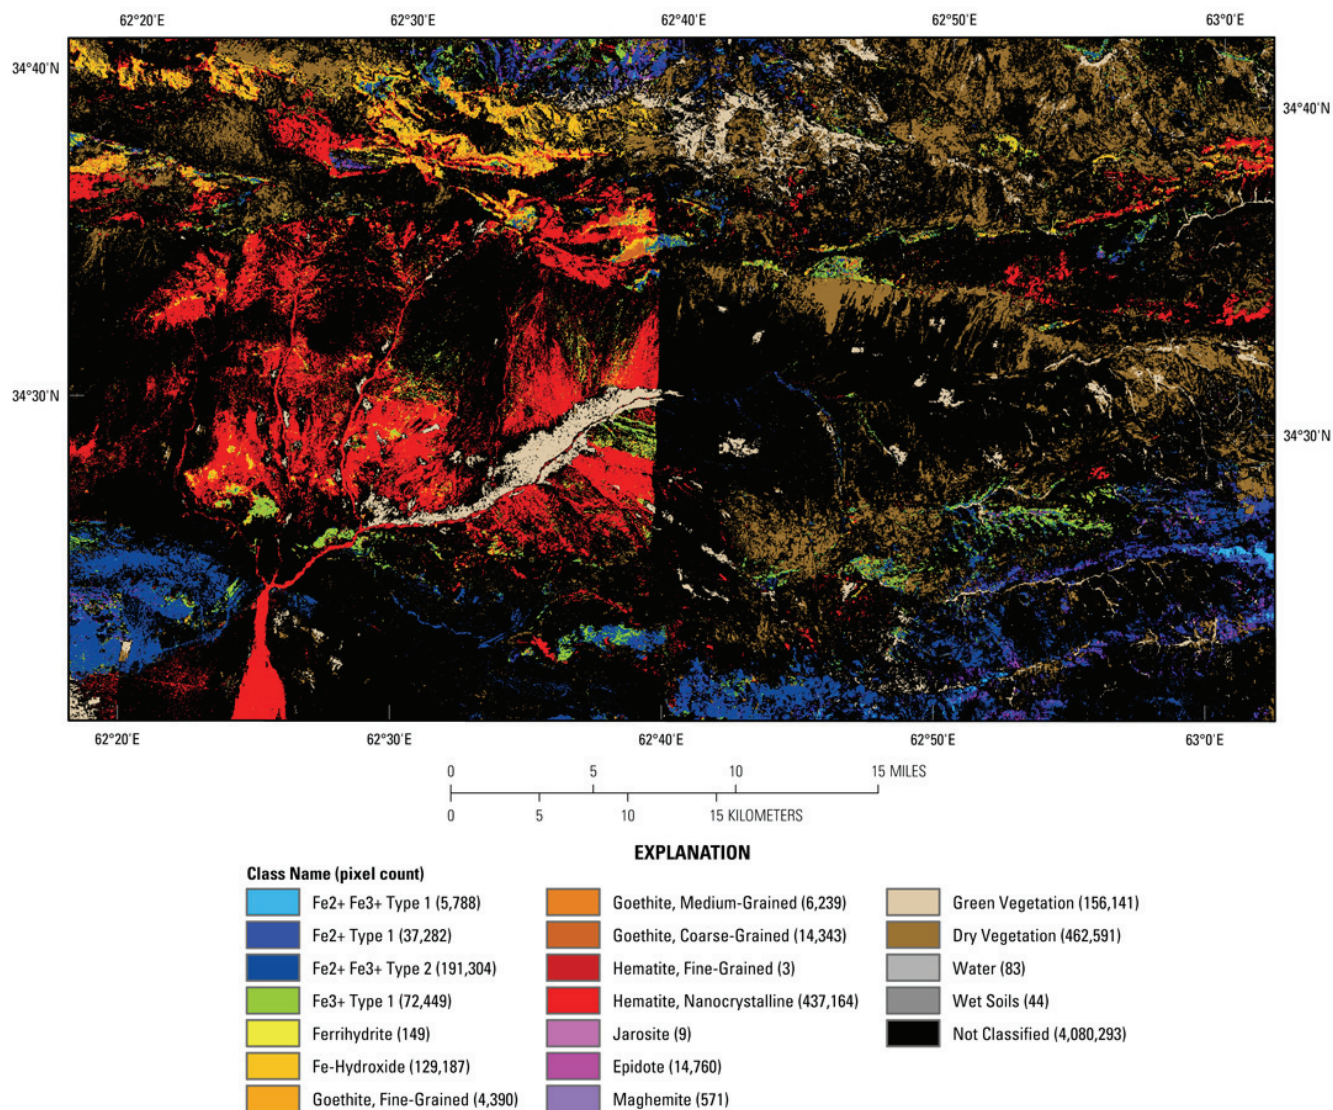 62°20'E 62°30'E 62°40'E 62°50'E 63°0'E
34°40'N 34°40'N
34°30'N 34°30'N
62°20'E 62°30'E 62°40'E 62°50'E 63°0'E
0 5 10 15 MILES
0 5 10 15 KILOMETERS
EXPLANATION
Class Name (pixel count)
Fe2+ Fe3+ Type 1 (5,788)
Fe2+ Type 1 (37,282)
Fe2+ Fe3+ Type 2 (191,304)
Fe3+ Type 1 (72,449)
Ferrihydrite (149)
Fe-Hydroxide (129,187)
Goethite, Fine-Grained (4,390)
Goethite, Medium-Grained (6,239)
Goethite, Coarse-Grained (14,343)
Hematite, Fine-Grained (3)
Hematite, Nanocrystalline (437,164)
Jarosite (9)
Epidote (14,760)
Maghemite (571)
Green Vegetation (156,141)
Dry Vegetation (462,591)
Water (83)
Wet Soils (44)
Not Classified (4,080,293)